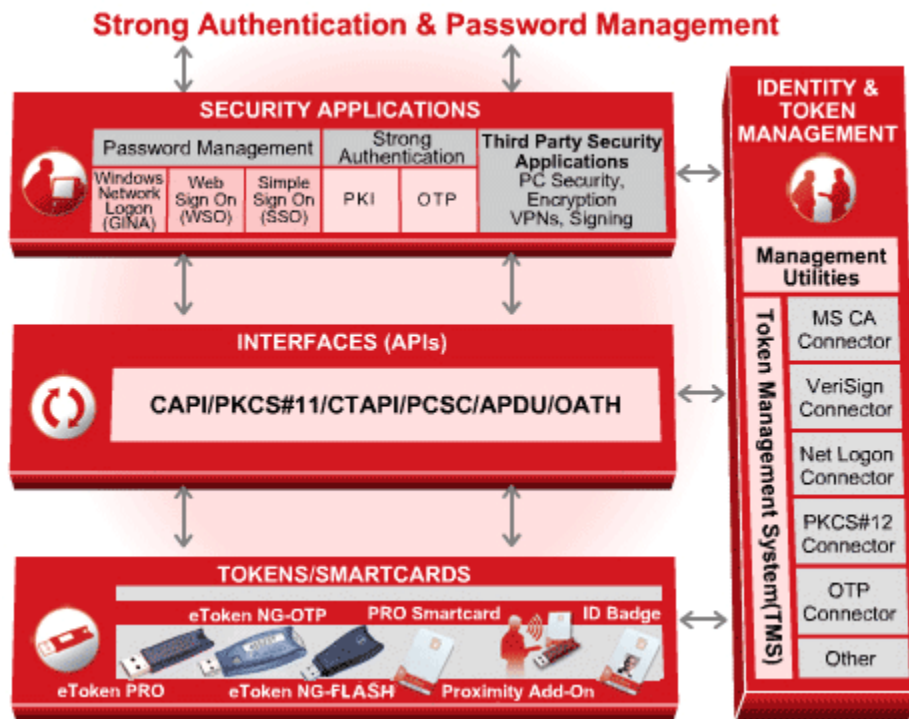 Strong Authentication & Password Management
SECURITY APPLICATIONS
Password Management
Windows
Network
Logon
(GINA)
Web
Sign On
(WSO)
Simple
Sign On
(SSO)
Strong
Authentication
PKI
OTP
Third Party Security
Applications
PC Security,
Encryption
VPNs, Signing
INTERFACES (APIs)
CAPI/PKCS#11/CTAPI/PCSC/APDU/OATH
TOKENS/SMARTCARDS
eToken NG-OTP
PRO Smartcard
ID Badge
eToken PRO
eToken NG-FLASH
Proximity Add-On
IDENTITY &
TOKEN
MANAGEMENT
Management
Utilities
Token Management System(TMS)
MS CA
Connector
VeriSign
Connector
Net Logon
Connector
PKCS#12
Connector
OTP
Connector
Other